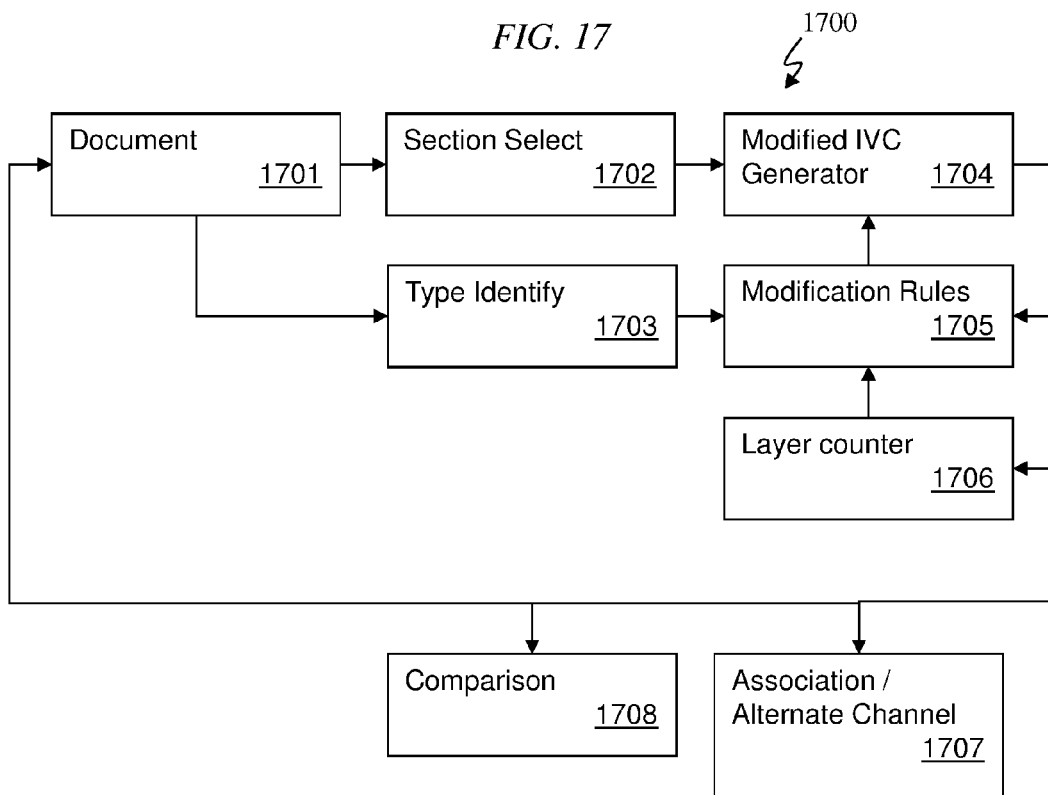 FIG. 17
1700
Document
1701
Section Select
1702
Modified IVC
Generator
1704
Type Identify
1703
Modification Rules
1705
Layer counter
1706
Comparison
1708
Association /
Alternate Channel
1707